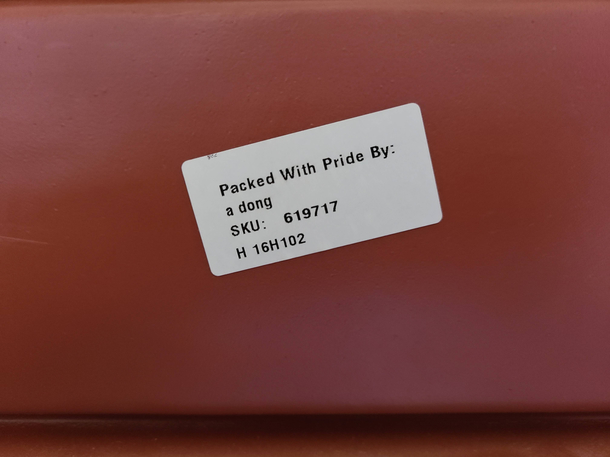 Packed With Pride By:
a dong
SKU: 619717
H 16H102